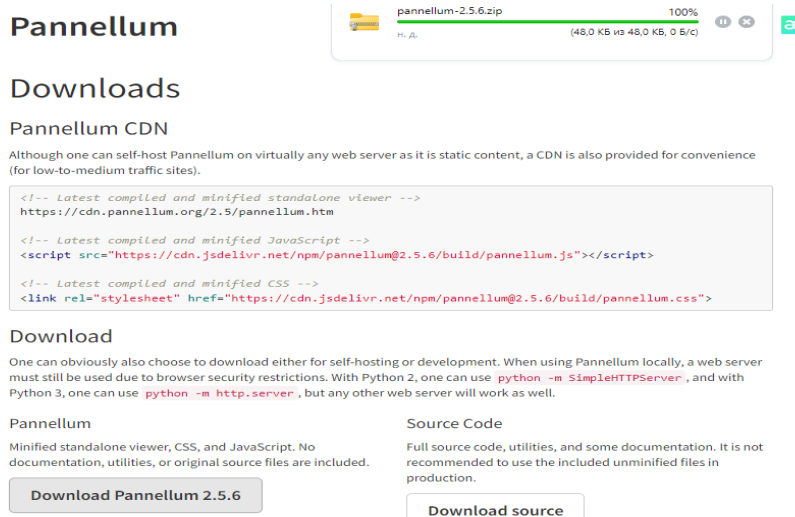 Pannellum
pannellum-2.5.6.zip
100%
н. д.
(48,0 КБ из 48,0 КБ, 0 Б/с)
Downloads
Pannellum CDN
Although one can self-host Pannellum on virtually any web server as it is static content, a CDN is also provided for convenience
(for low-to-medium traffic sites).
<!-- Latest compiled and minified standalone viewer -->
https://cdn.pannellum.org/2.5/pannellum.htm
<!-- Latest compiled and minified JavaScript -->
<script src="https://cdn.jsdelivr.net/npm/pannellum@2.5.6/build/pannellum.js"></script>
<!-- Latest compiled and minified CSS -->
<link rel="stylesheet" href="https://cdn.jsdelivr.net/npm/pannellum@2.5.6/build/pannellum.css">
Download
One can obviously also choose to download either for self-hosting or development. When using Pannellum locally, a web server
must still be used due to browser security restrictions. With Python 2, one can use python -m SimpleHTTPServer , and with
Python 3, one can use python -m http.server , but any other web server will work as well.
Pannellum
Minified standalone viewer, CSS, and JavaScript. No
documentation, utilities, or original source files are included.
Download Pannellum 2.5.6
Source Code
Full source code, utilities, and some documentation. It is not
recommended to use the included unminified files in
production.
Download source